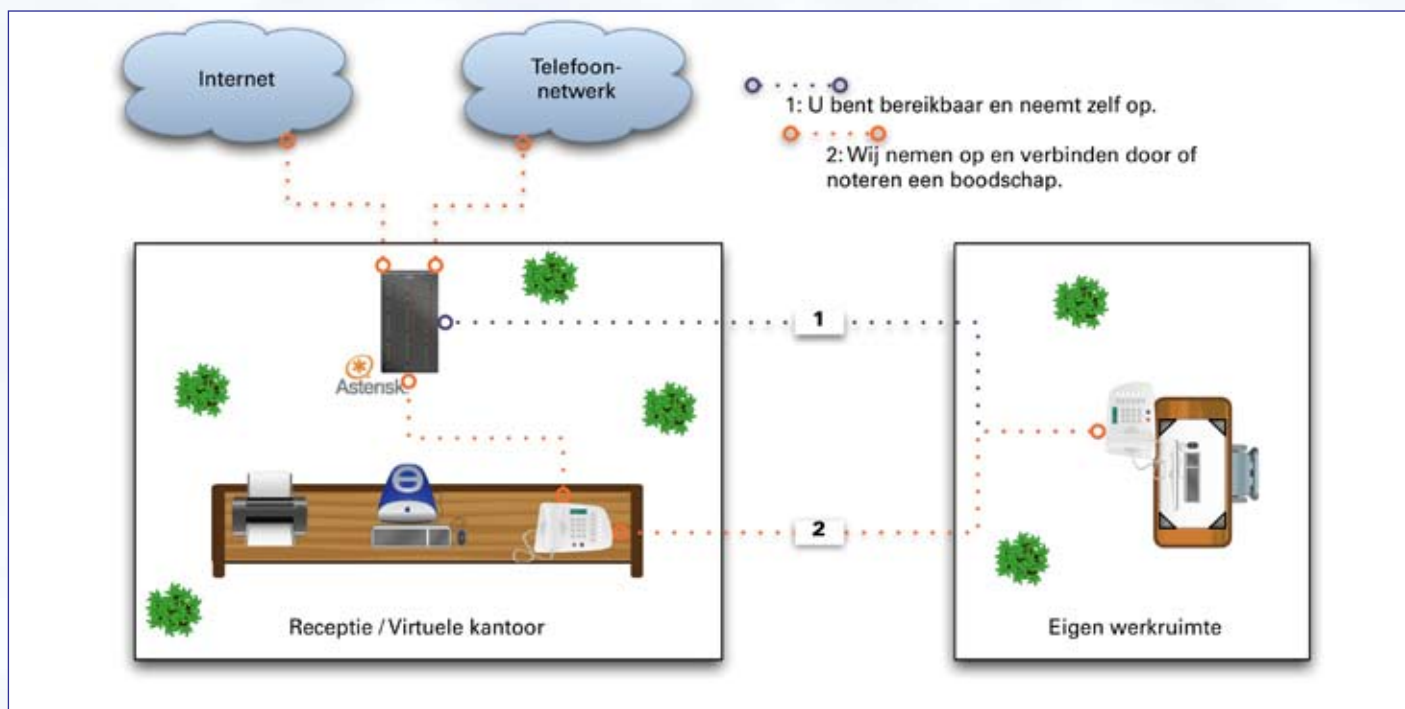 Internet
Telefoon-
netwerk
1: U bent bereikbaar en neemt zelf op.
2: Wij nemen op en verbinden door of
noteren een boodschap.
Asterisk
1
2
Receptie / Virtuele kantoor
Eigen werkruimte